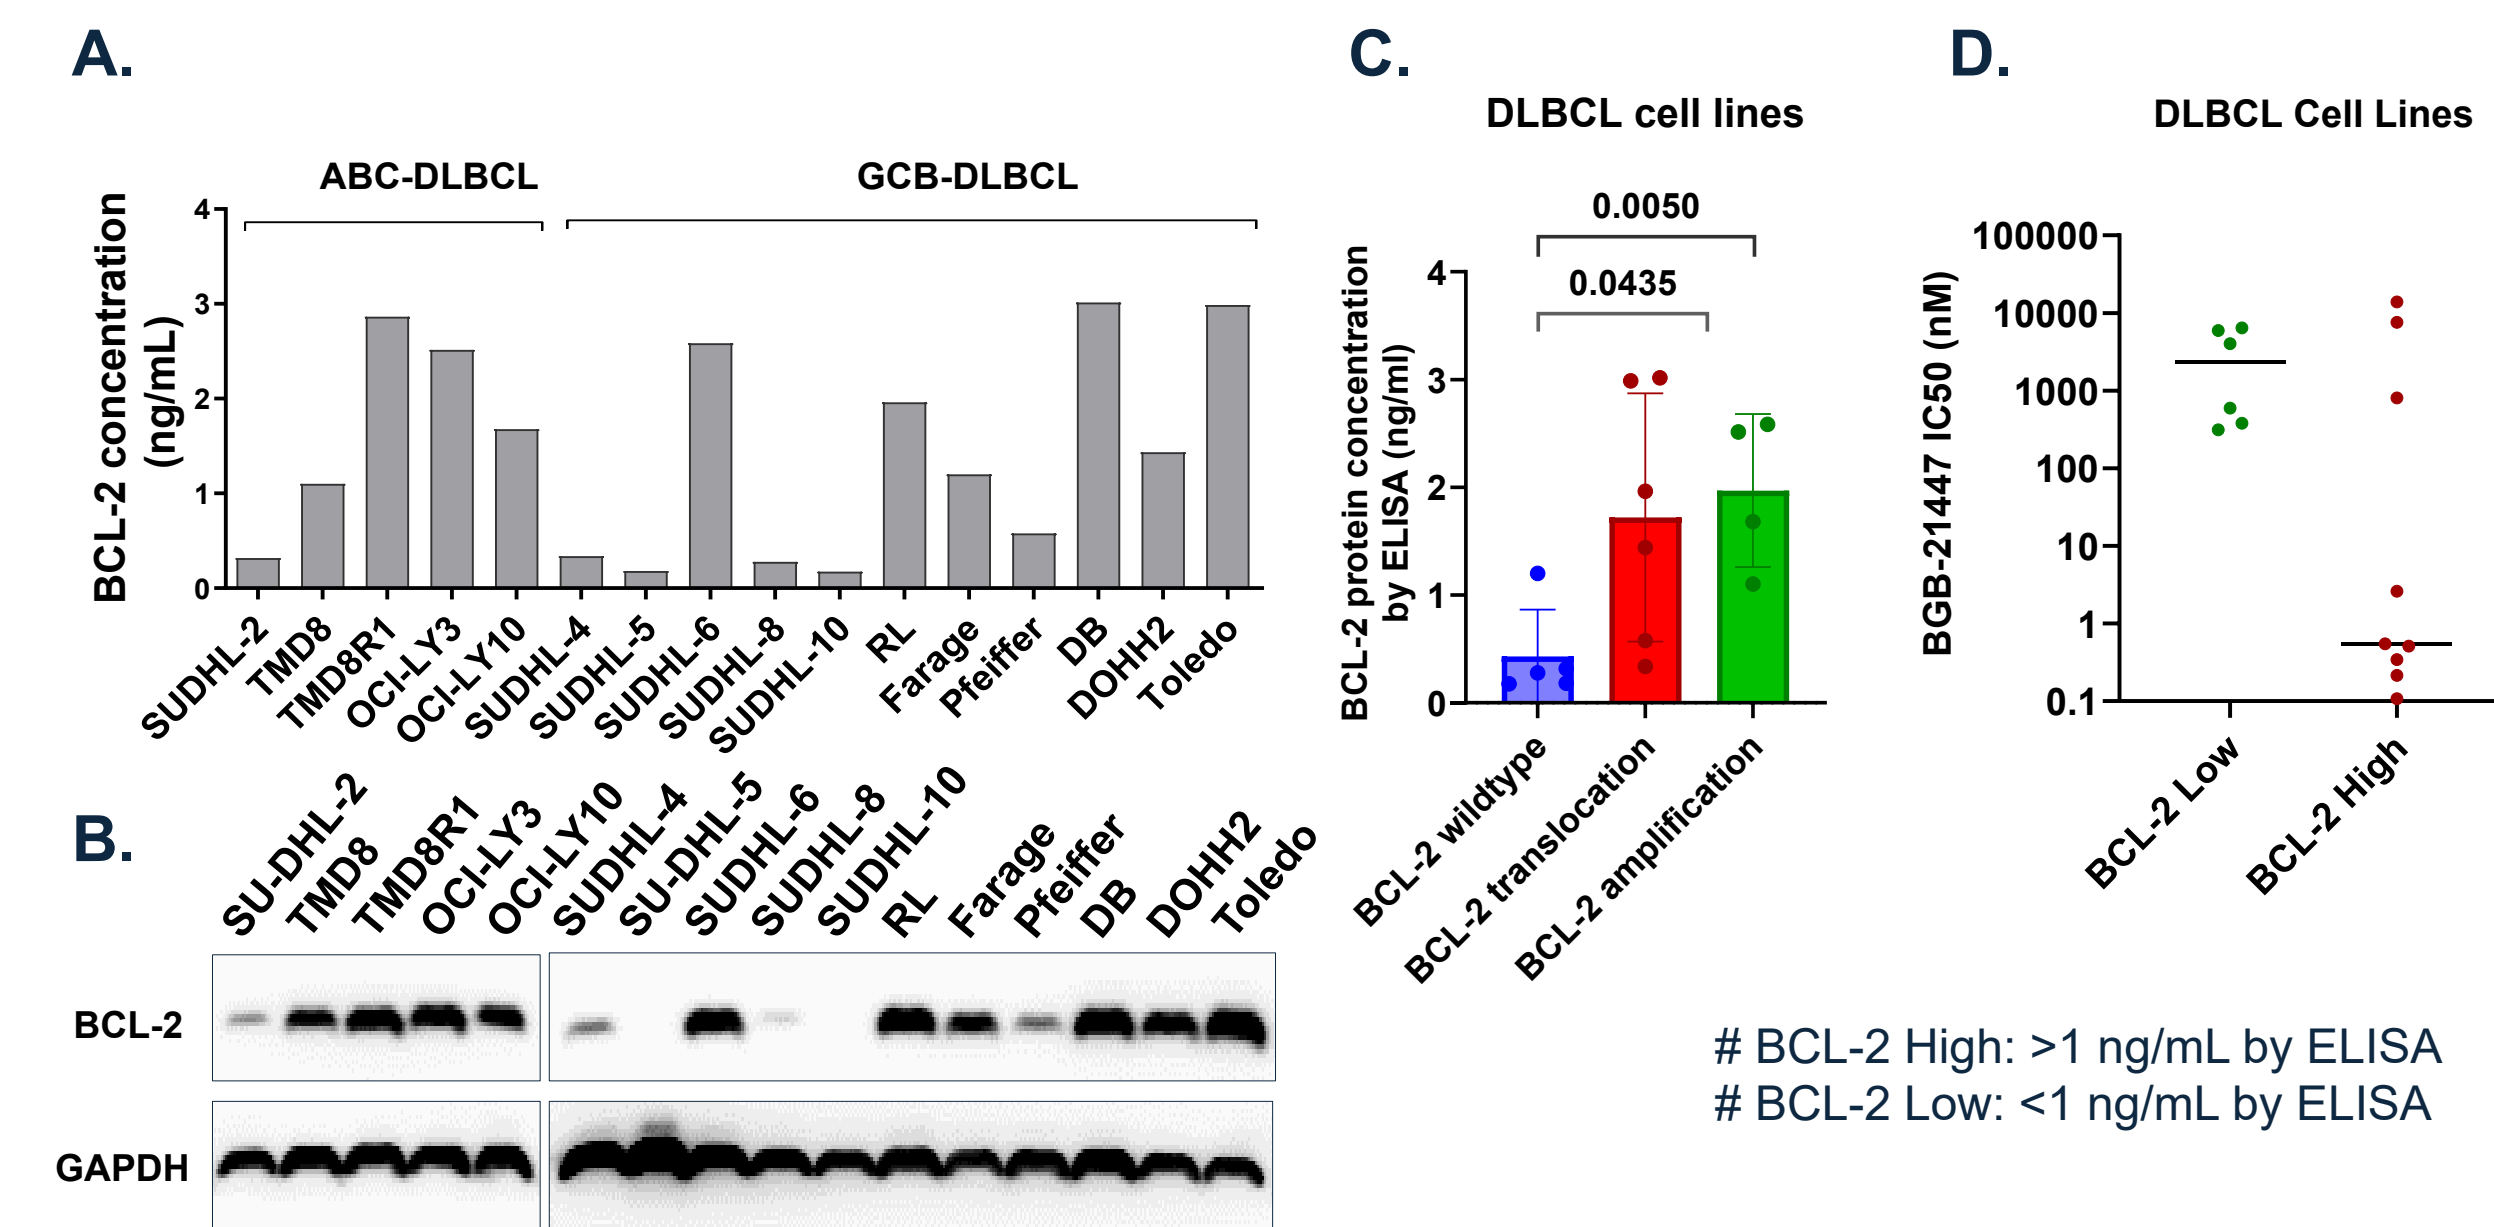 A.
ABC-DLBCL
GCB-DLBCL
BCL-2 concentration
(ng/mL)
4
3
2
1
0
SUDHL-2
TMD8
TMD8R1
OCI-LY3
OCI-LY10
SUDHL-4
SUDHL-5
SUDHL-6
SUDHL-8
SUDHL-10
RL
Farage
Pfeiffer
DB
DOHH2
Toledo
B.
SU-DHL-2
TMD8
TMD8R1
OCI-LY3
OCI-LY10
SUDHL-4
SU-DHL-5
SUDHL-6
SUDHL-8
SUDHL-10
RL
Farage
Pfeiffer
DB
DOHH2
Toledo
BCL-2
GAPDH
C.
DLBCL cell lines
0.0050
0.0435
BCL-2 protein concentration
by ELISA (ng/ml)
4
3
2
1
0
BCL-2 wildtype
BCL-2 translocation
BCL-2 amplification
D.
DLBCL Cell Lines
BGB-21447 IC50 (nM)
100000
10000
1000
100
10
1
0.1
BCL-2 Low
BCL-2 High
# BCL-2 High: >1 ng/mL by ELISA
# BCL-2 Low: <1 ng/mL by ELISA